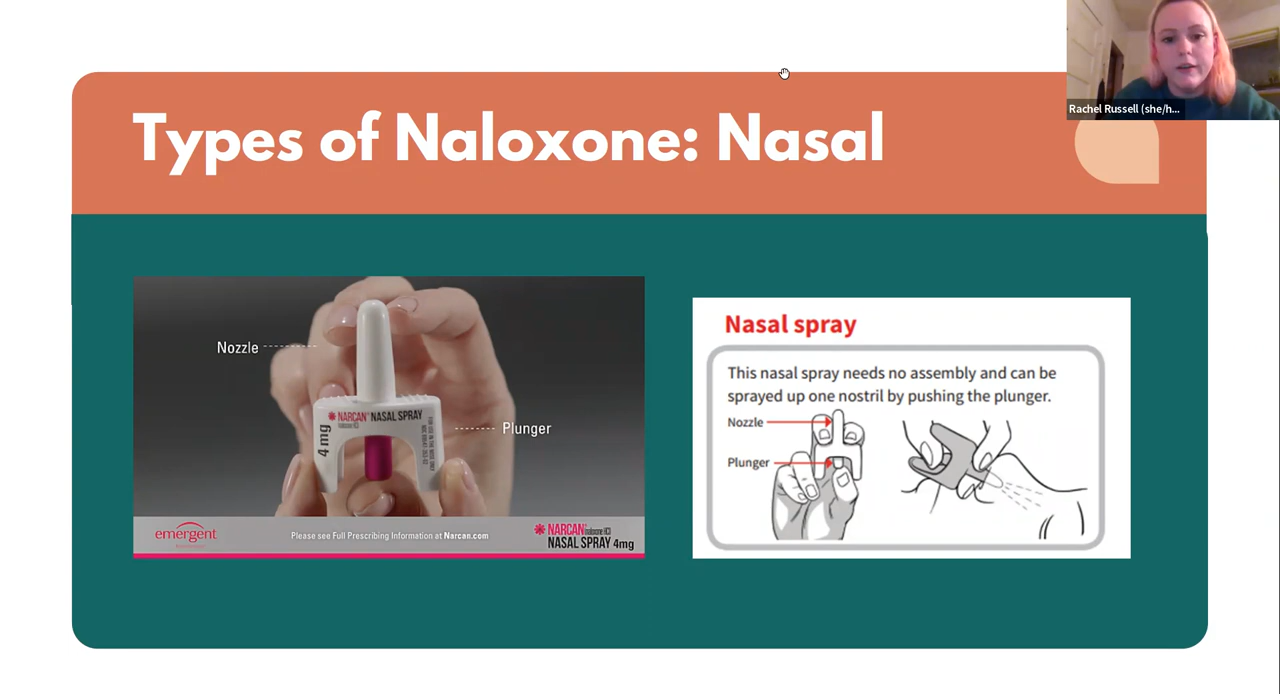 Rachel Russell (she/h...
Types of Naloxone: Nasal
Nozzle
Plunger
4 mg
NARCAN® NASAL SPRAY
emergent
Please see Full Prescribing Information at Narcan.com
NARCAN
NASAL SPRAY 4mg
Nasal spray
This nasal spray needs no assembly and can be
sprayed up one nostril by pushing the plunger.
Nozzle
Plunger